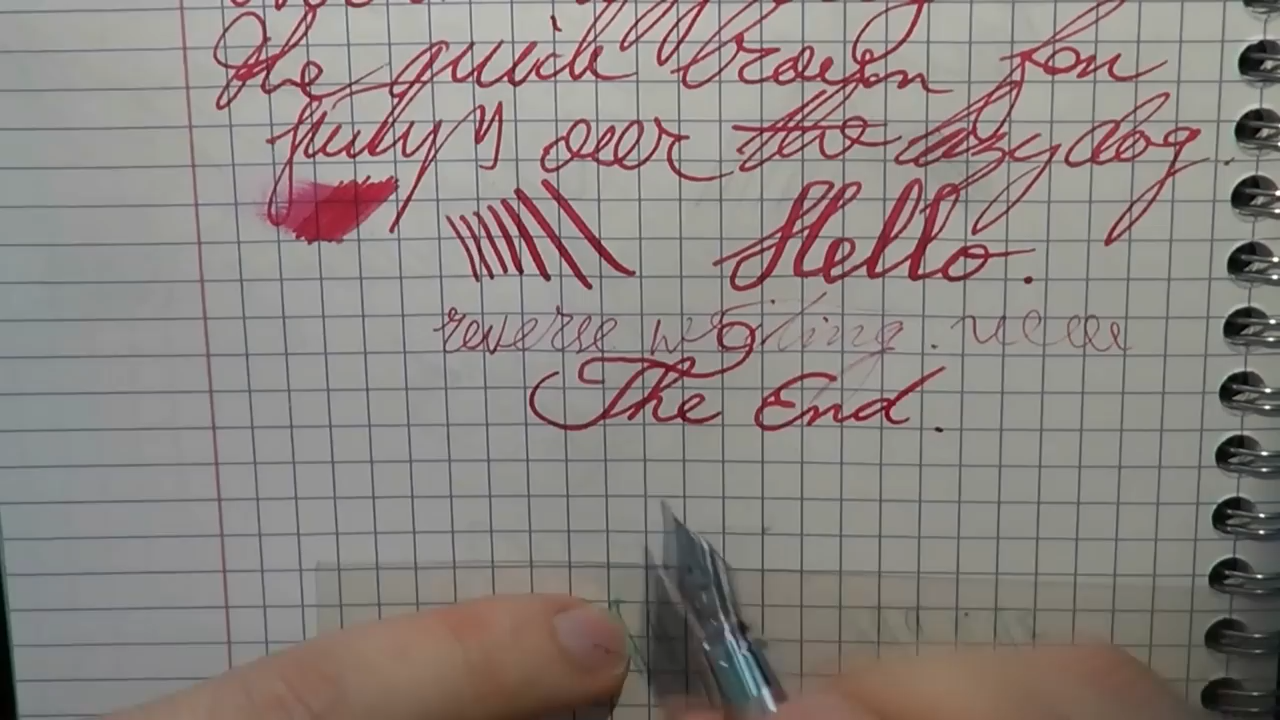 The quick brown fox
jumps over the lazy dog.
Hello.
reverse writing.
The End.